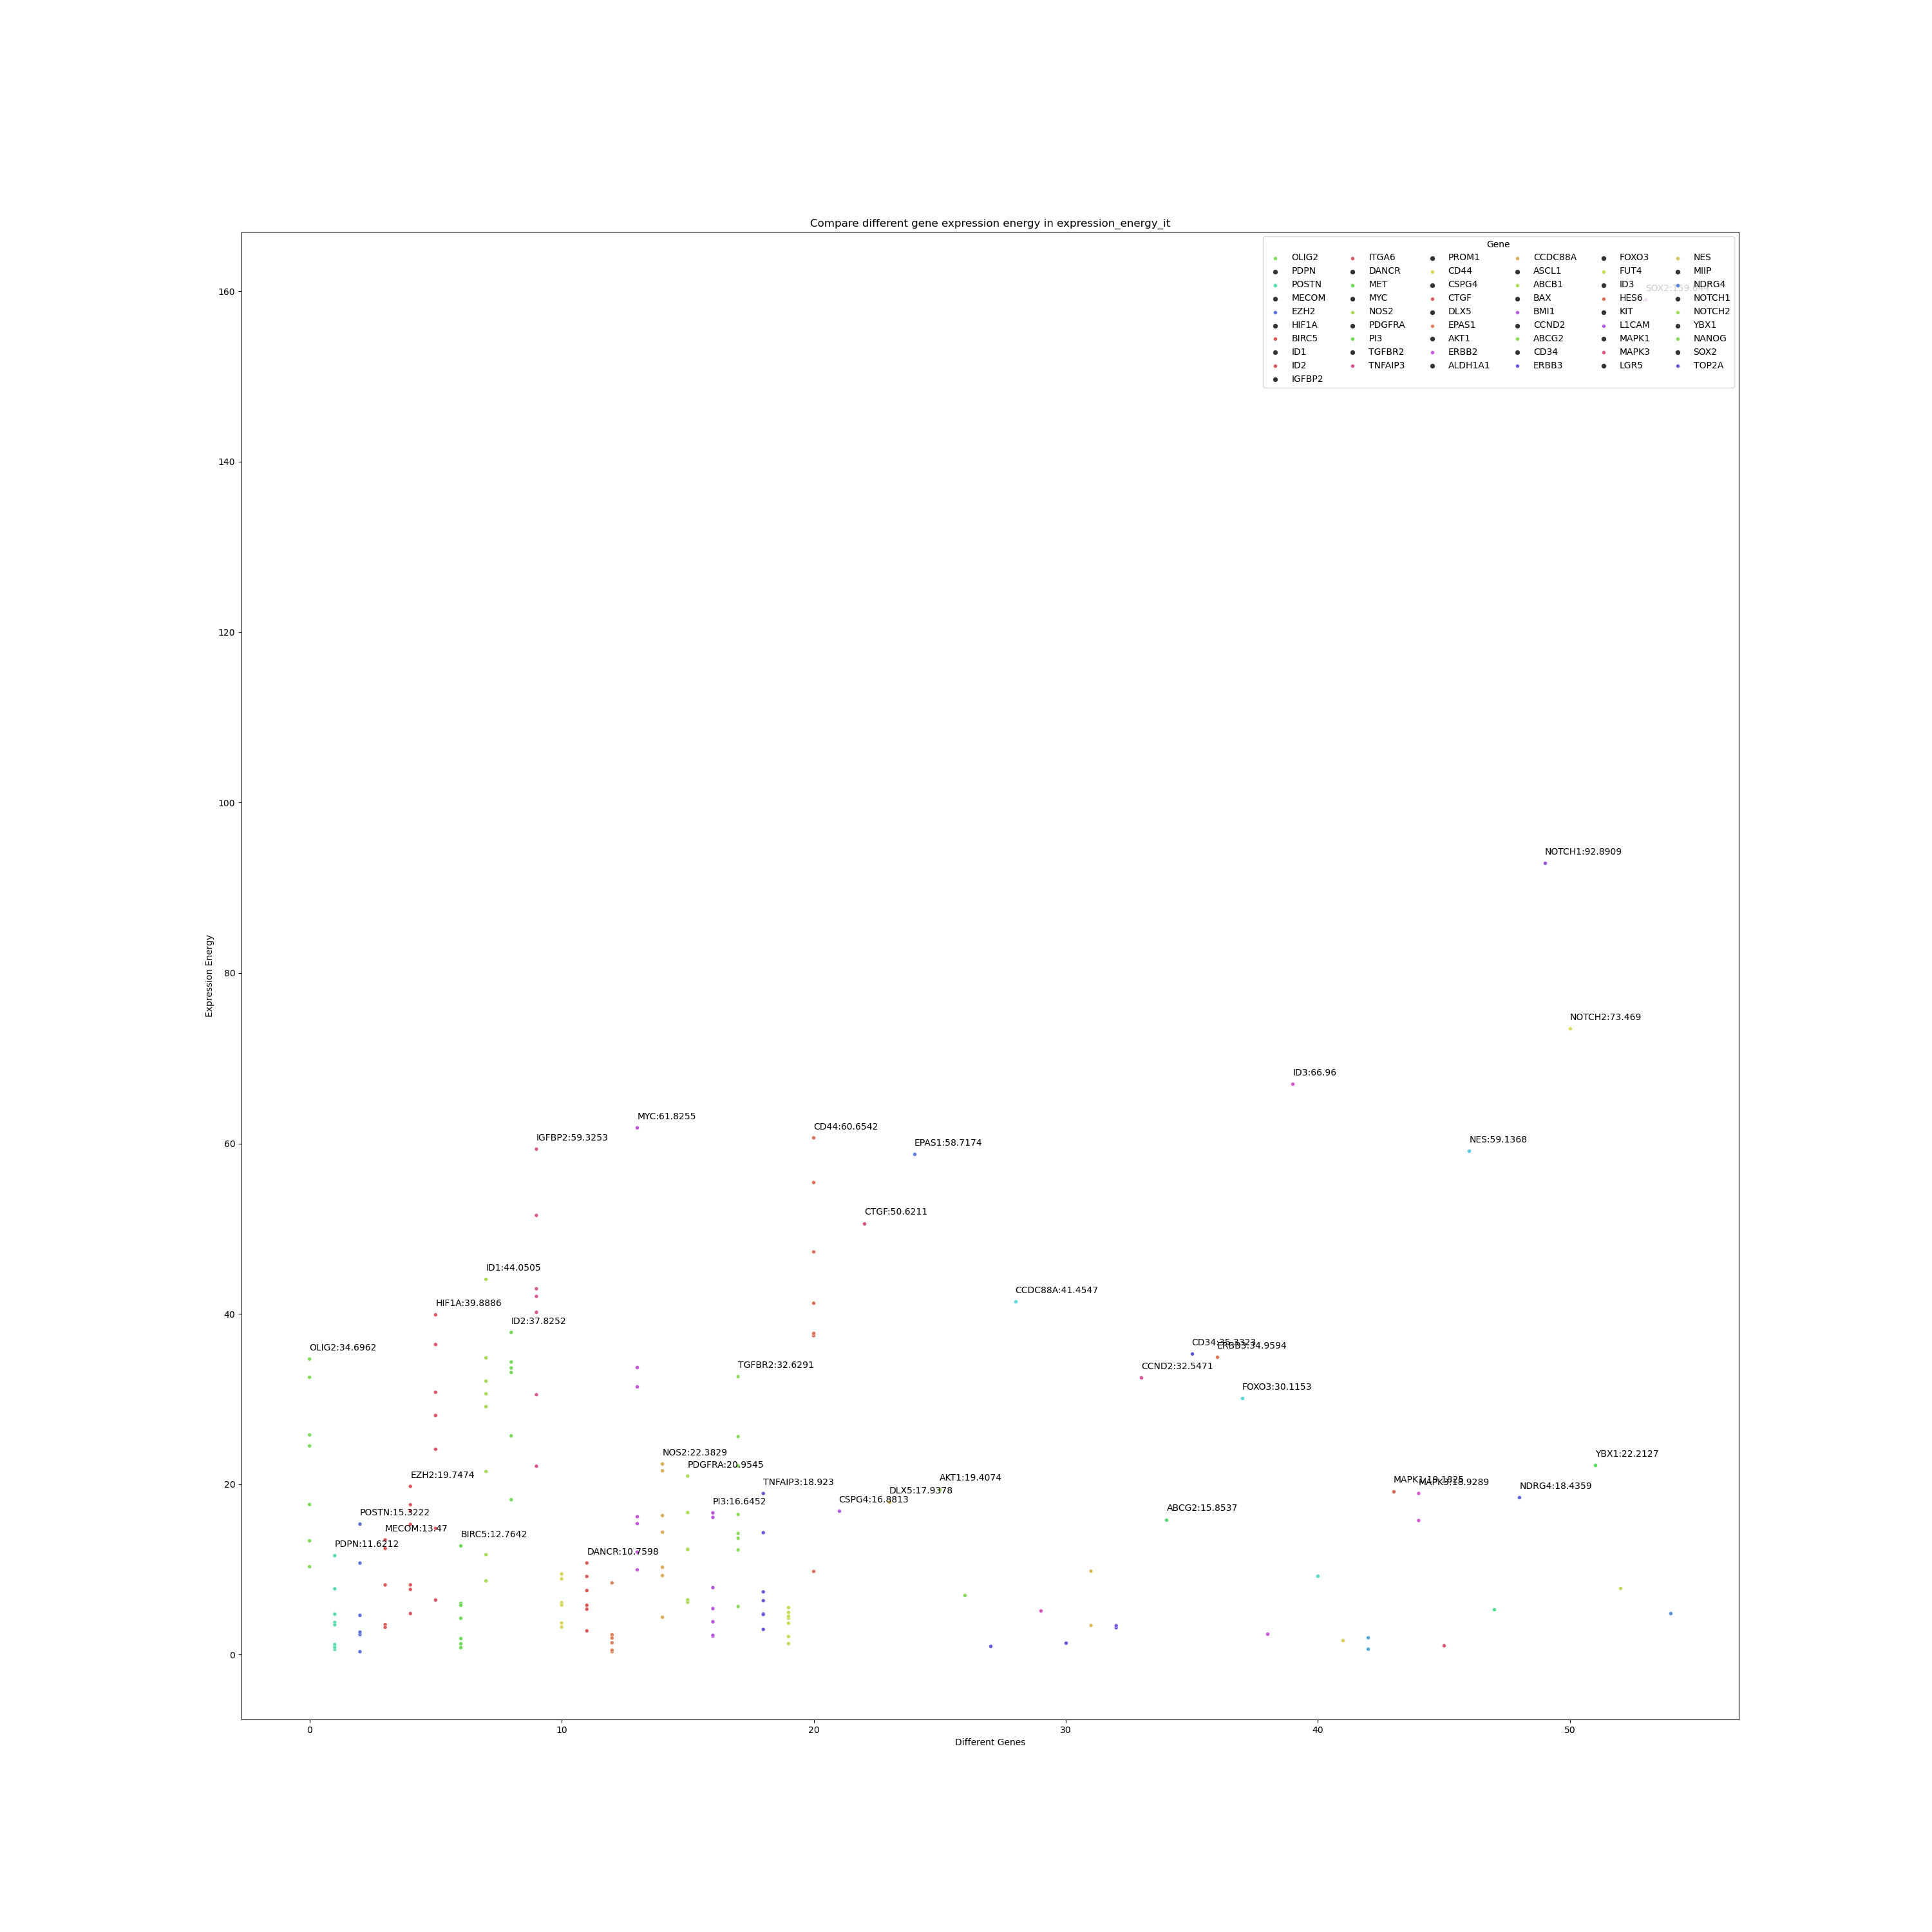 Compare different gene expression energy in expression_energy_it
Gene
OLIG2 ITGA6 PROM1 CCDC88A FOXO3 NES
PDPN DANCR CD44 ASCL1 FUT4 MIIP
POSTN MET CSPG4 ABCB1 ID3 NDRG4
MECOM MYC CTGF BAX HES6 NOTCH1
EZH2 NOS2 DLX5 BMI1 KIT NOTCH2
HIF1A PDGFRA EPAS1 CCND2 L1CAM YBX1
BIRC5 PI3 AKT1 ABCG2 MAPK1 NANOG
ID1 TGFBR2 ERBB2 CD34 MAPK3 SOX2
ID2 TNFAIP3 ALDH1A1 ERBB3 LGR5 TOP2A
IGFBP2
160
140
120
100
80
60
40
20
0
Expression Energy
NOTCH1:92.8909
NOTCH2:73.469
ID3:66.96
MYC:61.8255
CD44:60.6542
IGFBP2:59.3253
EPAS1:58.7174
NES:59.1368
CTGF:50.6211
ID1:44.0505
CCDC88A:41.4547
HIF1A:39.8886
ID2:37.8252
OLIG2:34.6962
CD34:35.3323
ERBB3:34.9594
TGFBR2:32.6291
CCND2:32.5471
FOXO3:30.1153
NOS2:22.3829
YBX1:22.2127
PDGFRA:20.9545
EZH2:19.7474
AKT1:19.4074
MAPK3:18.9289
TNFAIP3:18.923
NDRG4:18.4359
DLX5:17.9378
CSPG4:16.8813
PI3:16.6452
ABCG2:15.8537
POSTN:15.3222
MECOM:13.47
BIRC5:12.7642
PDPN:11.6212
DANCR:10.7598
0 10 20 30 40 50
Different Genes